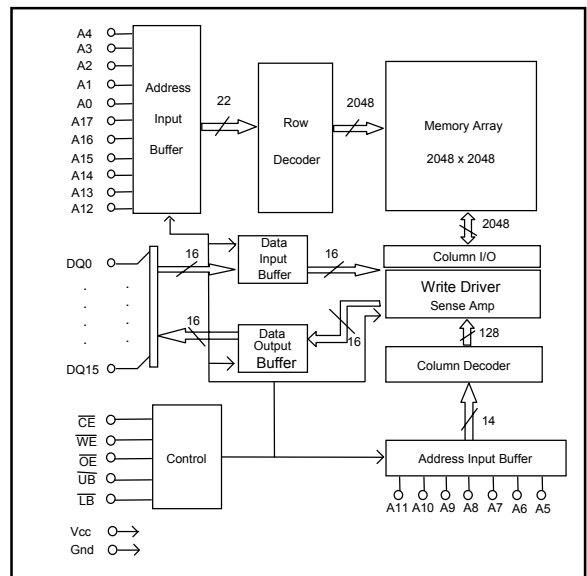 A4
A3
A2
A1
A0
A17
A16
A15
A14
A13
A12
Address
Input
Buffer
22
Row
Decoder
2048
Memory Array
2048 x 2048
2048
DQ0
DQ15
16
Data
Input
Buffer
16
Column I/O
Write Driver
Sense Amp
16
Data
Output
Buffer
16
128
Column Decoder
14
Address Input Buffer
A11 A10 A9 A8 A7 A6 A5
CE
WE
OE
UB
LB
Control
Vcc
Gnd